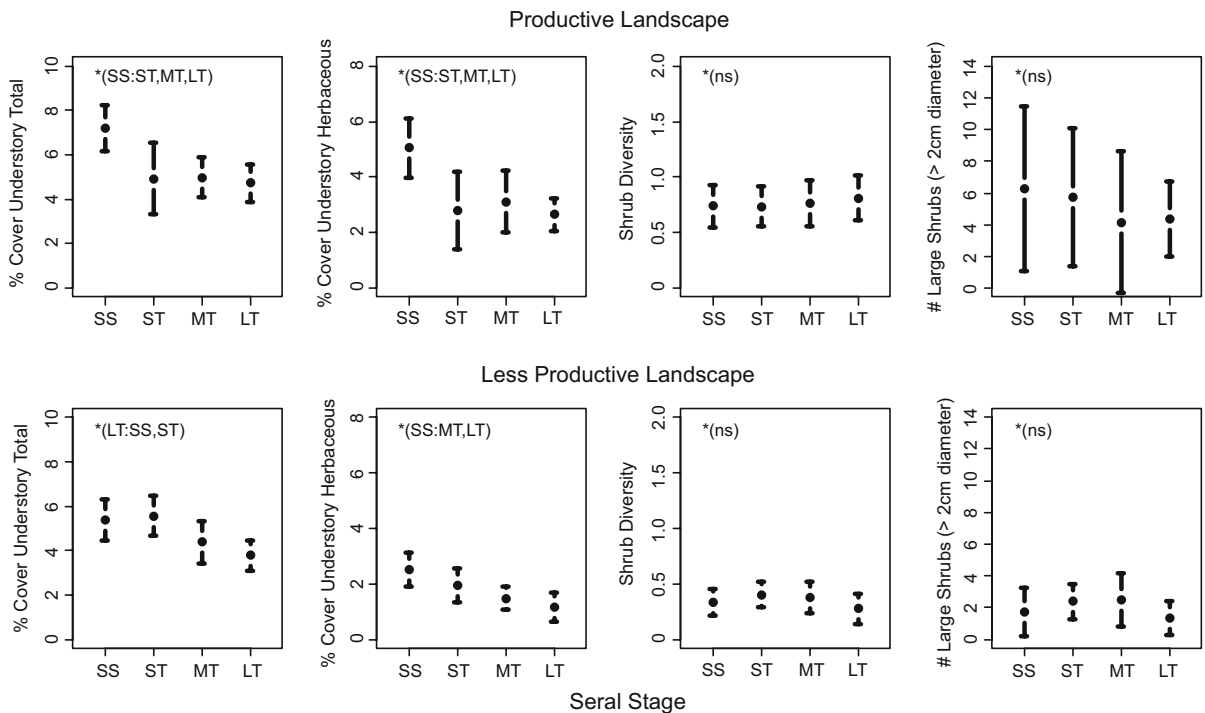 Productive Landscape
% Cover Understory Total
10
8
6
4
2
0
*(SS:ST,MT,LT)
SS ST MT LT
% Cover Understory Herbaceous
8
6
4
2
0
*(SS:ST,MT,LT)
SS ST MT LT
Shrub Diversity
2.0
1.5
1.0
0.5
0
*(ns)
SS ST MT LT
# Large Shrubs (> 2cm diameter)
14
12
10
8
6
4
2
0
*(ns)
SS ST MT LT
Less Productive Landscape
% Cover Understory Total
10
8
6
4
2
0
*(LT:SS,ST)
SS ST MT LT
% Cover Understory Herbaceous
8
6
4
2
0
*(SS:MT,LT)
SS ST MT LT
Shrub Diversity
2.0
1.5
1.0
0.5
0
*(ns)
SS ST MT LT
# Large Shrubs (> 2cm diameter)
14
12
10
8
6
4
2
0
*(ns)
SS ST MT LT
Seral Stage